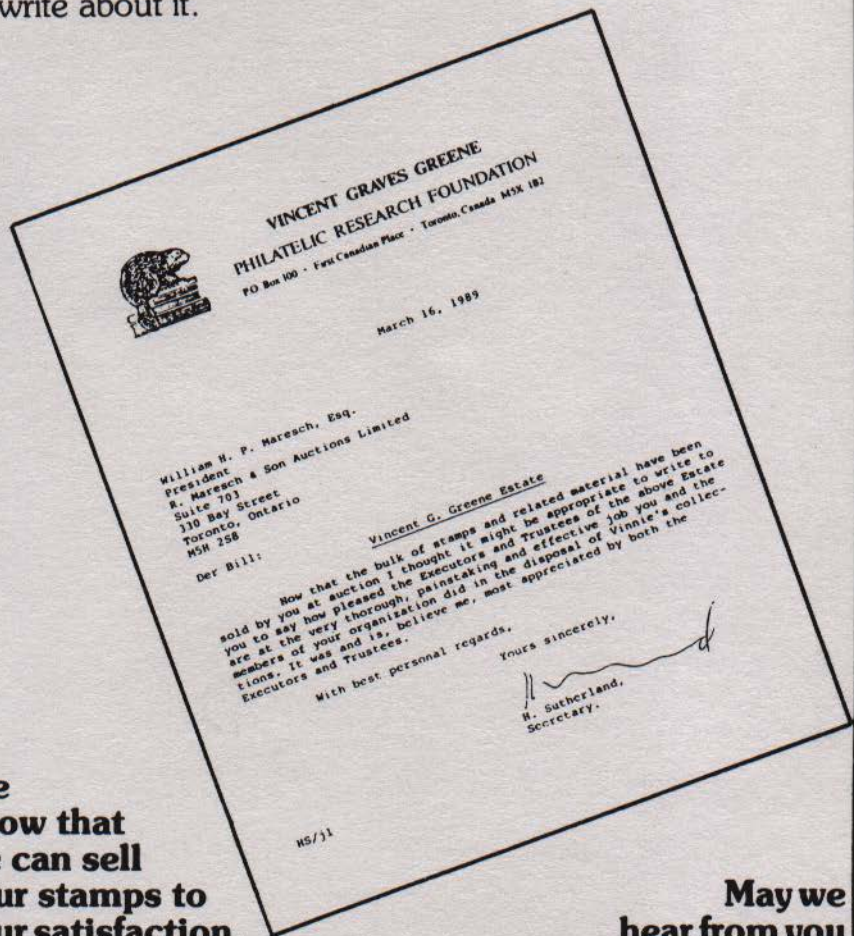 write about it.
VINCENT GRAVES GREENE
PHILATELIC RESEARCH FOUNDATION
PO Box 100 · First Canadian Place · Toronto, Canada M5X 1B2
March 16, 1989
William H. P. Maresch, Esq.
President
R. Maresch & Son Auctions Limited
Suite 703
330 Bay Street
Toronto, Ontario
M5H 2S8
Der Bill:
Vincent G. Greene Estate
Now that the bulk of stamps and related material have been
sold by you at auction I thought it might be appropriate to write to
you to say how pleased the Executors and Trustees of the above Estate
are at the very thorough, painstaking and effective job you and the
members of your organization did in the disposal of Vinnie's collec-
tions. It was and is, believe me, most appreciated by both the
Executors and Trustees.
With best personal regards,
Yours sincerely,
H. Sutherland,
Secretary.
HS/jl
ow that
can sell
ur stamps to
ur satisfaction
May we
hear from you